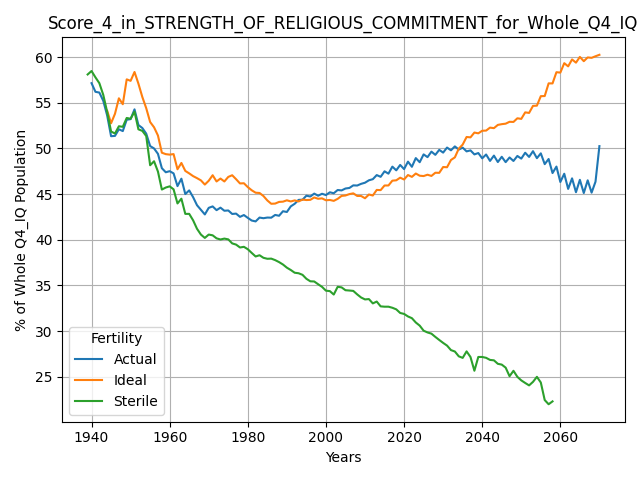 Score_4_in_STRENGTH_OF_RELIGIOUS_COMMITMENT_for_Whole_Q4_IQ
% of Whole Q4_IQ Population
60
55
50
45
40
35
30
25
Fertility
Actual
Ideal
Sterile
1940 1960 1980 2000 2020 2040 2060
Years